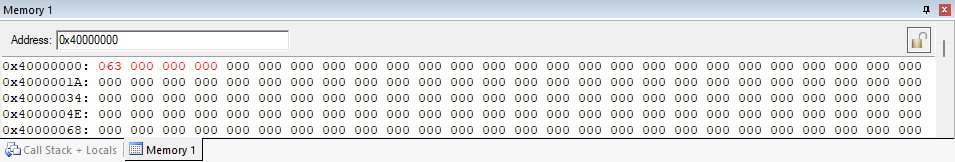 Memory 1
Address: 0x40000000
0x40000000: 063 000 000 000 000 000 000 000 000 000 000 000 000 000 000 000 000 000 000 000 000 000 000 000 000 000
0x4000001A: 000 000 000 000 000 000 000 000 000 000 000 000 000 000 000 000 000 000 000 000 000 000 000 000 000 000
0x40000034: 000 000 000 000 000 000 000 000 000 000 000 000 000 000 000 000 000 000 000 000 000 000 000 000 000 000
0x4000004E: 000 000 000 000 000 000 000 000 000 000 000 000 000 000 000 000 000 000 000 000 000 000 000 000 000 000
0x40000068: 000 000 000 000 000 000 000 000 000 000 000 000 000 000 000 000 000 000 000 000 000 000 000 000 000 000
Call Stack + Locals Memory 1